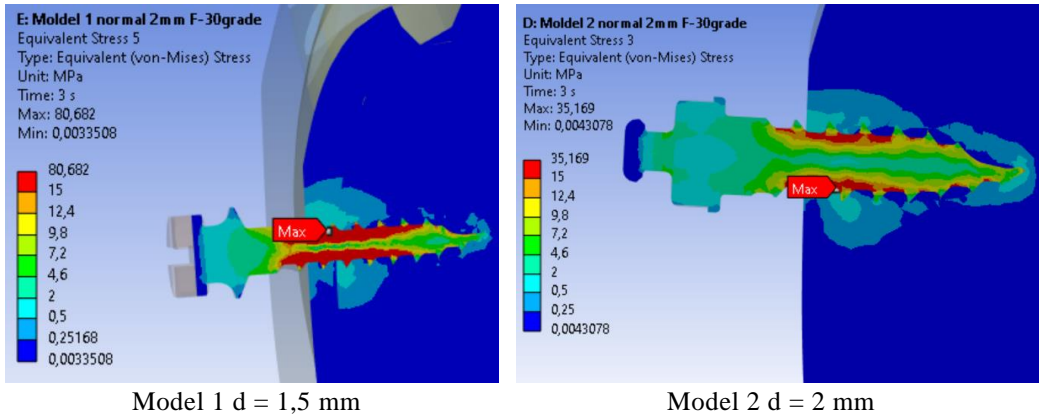 E: Moldel 1 normal 2mm F-30grade
Equivalent Stress 5
Type: Equivalent (von-Mises) Stress
Unit: MPa
Time: 3 s
Max: 80,682
Min: 0,0033508
80,682
15
12,4
9,8
7,2
4,6
2
0,5
0,25168
0,0033508
Max
D: Moldel 2 normal 2mm F-30grade
Equivalent Stress 3
Type: Equivalent (von-Mises) Stress
Unit: MPa
Time: 3 s
Max: 35,169
Min: 0,0043078
35,169
15
12,4
9,8
7,2
4,6
2
0,5
0,25
0,0043078
Max
Model 1 d = 1,5 mm
Model 2 d = 2 mm